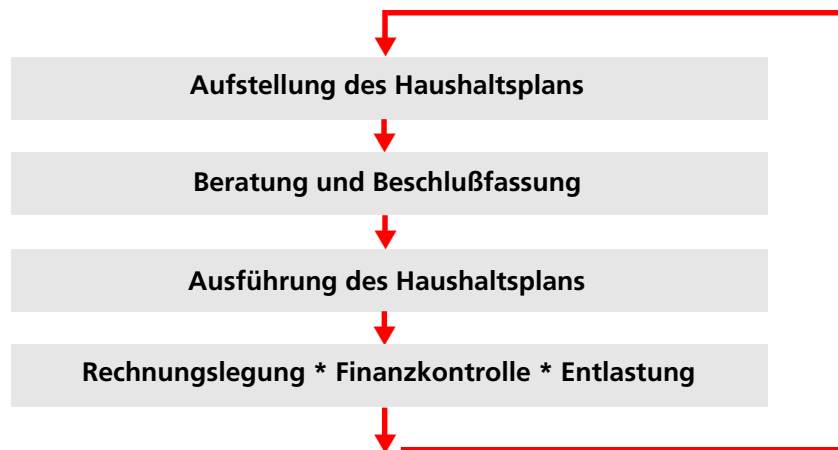 Aufstellung des Haushaltsplans
Beratung und Beschlußfassung
Ausführung des Haushaltsplans
Rechnungslegung * Finanzkontrolle * Entlastung